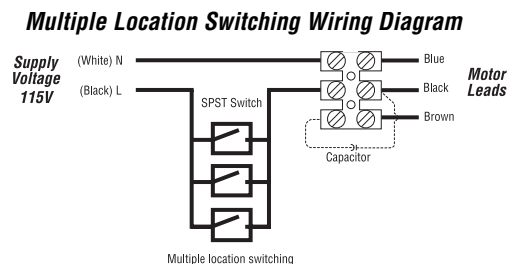 Multiple Location Switching Wiring Diagram
Supply
Voltage
115V
(White) N
(Black) L
SPST Switch
Blue
Black
Brown
Motor
Leads
Capacitor
Multiple location switching